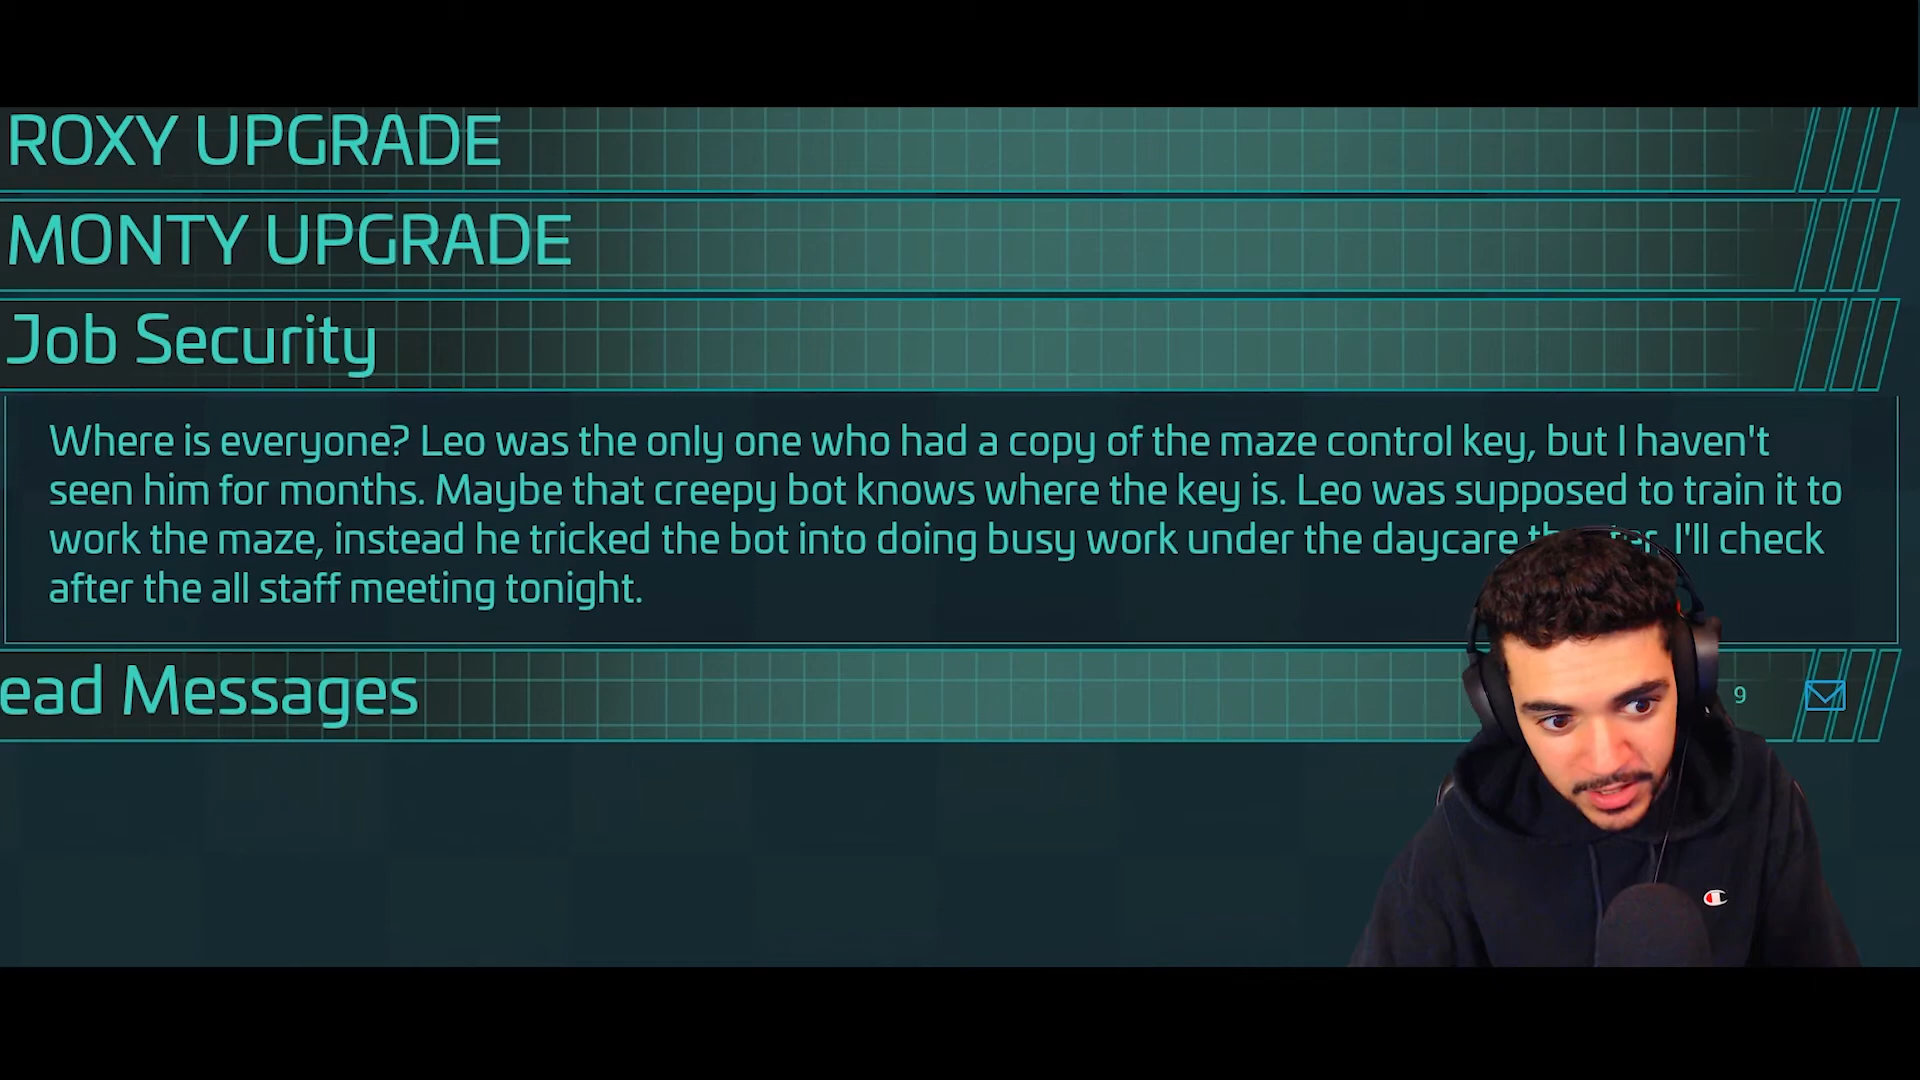 ROXY UPGRADE
MONTY UPGRADE
Job Security
Where is everyone? Leo was the only one who had a copy of the maze control key, but I haven't
seen him for months. Maybe that creepy bot knows where the key is. Leo was supposed to train it to
work the maze, instead he tricked the bot into doing busy work under the daycare I'll check
after the all staff meeting tonight.
ead Messages
9